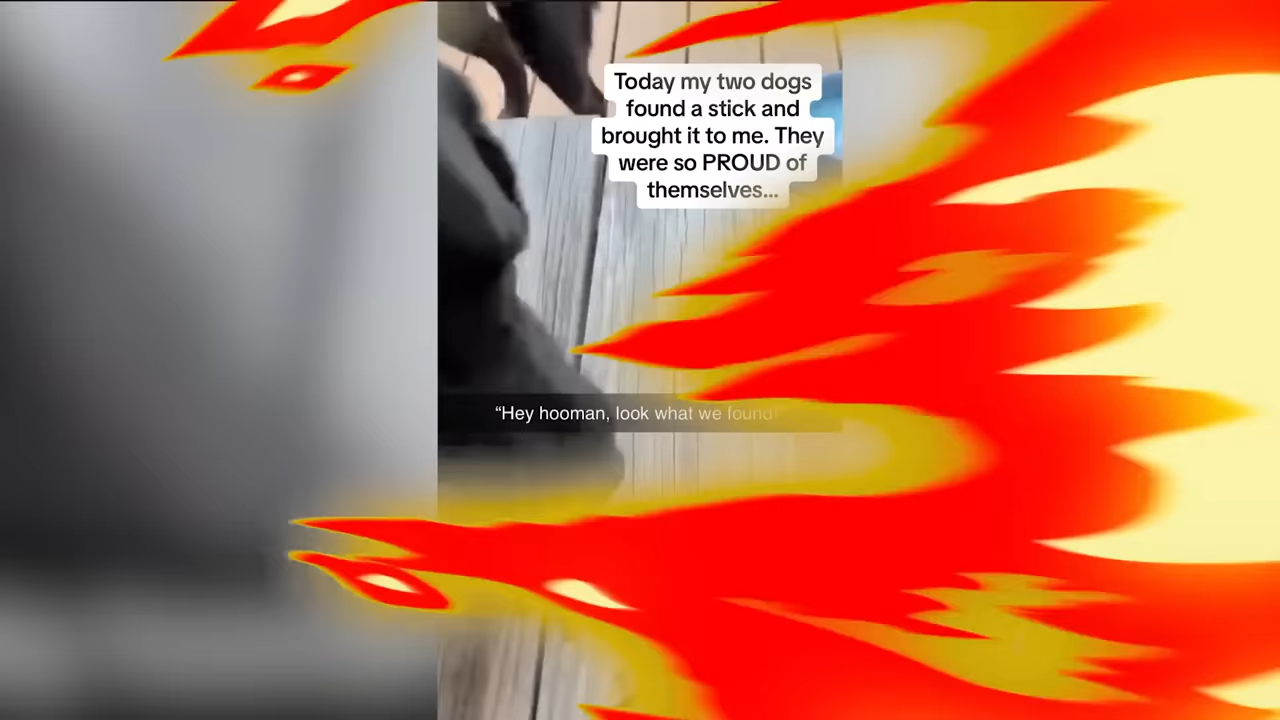 Today my two dogs
found a stick and
brought it to me. They
were so PROUD of
themselves...
“Hey hooman, look what we found